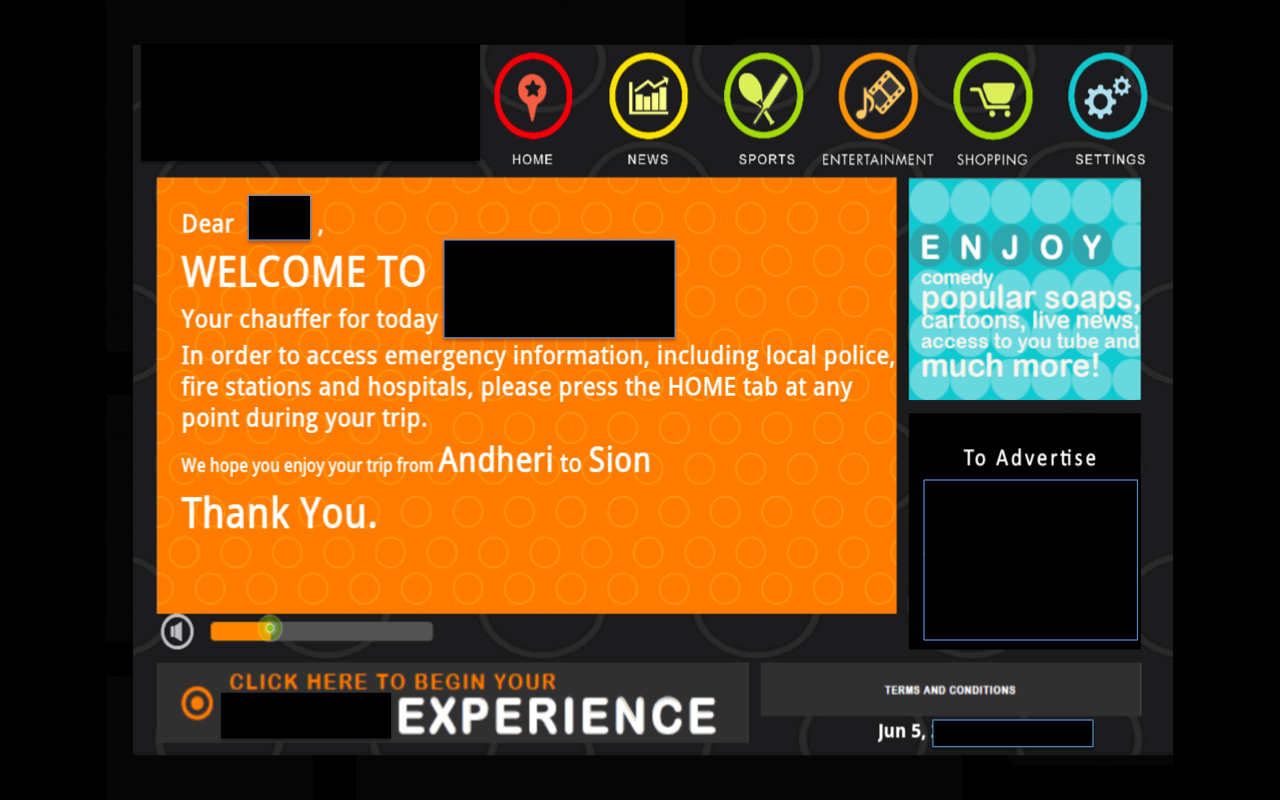 HOME NEWS SPORTS ENTERTAINMENT SHOPPING SETTINGS
Dear ,
WELCOME TO
Your chauffer for today
In order to access emergency information, including local police,
fire stations and hospitals, please press the HOME tab at any
point during your trip.
We hope you enjoy your trip from Andheri to Sion
Thank You.
ENJOY
comedy
popular soaps,
cartoons, live news,
access to you tube and
much more!
To Advertise
CLICK HERE TO BEGIN YOUR
EXPERIENCE
TERMS AND CONDITIONS
Jun 5,